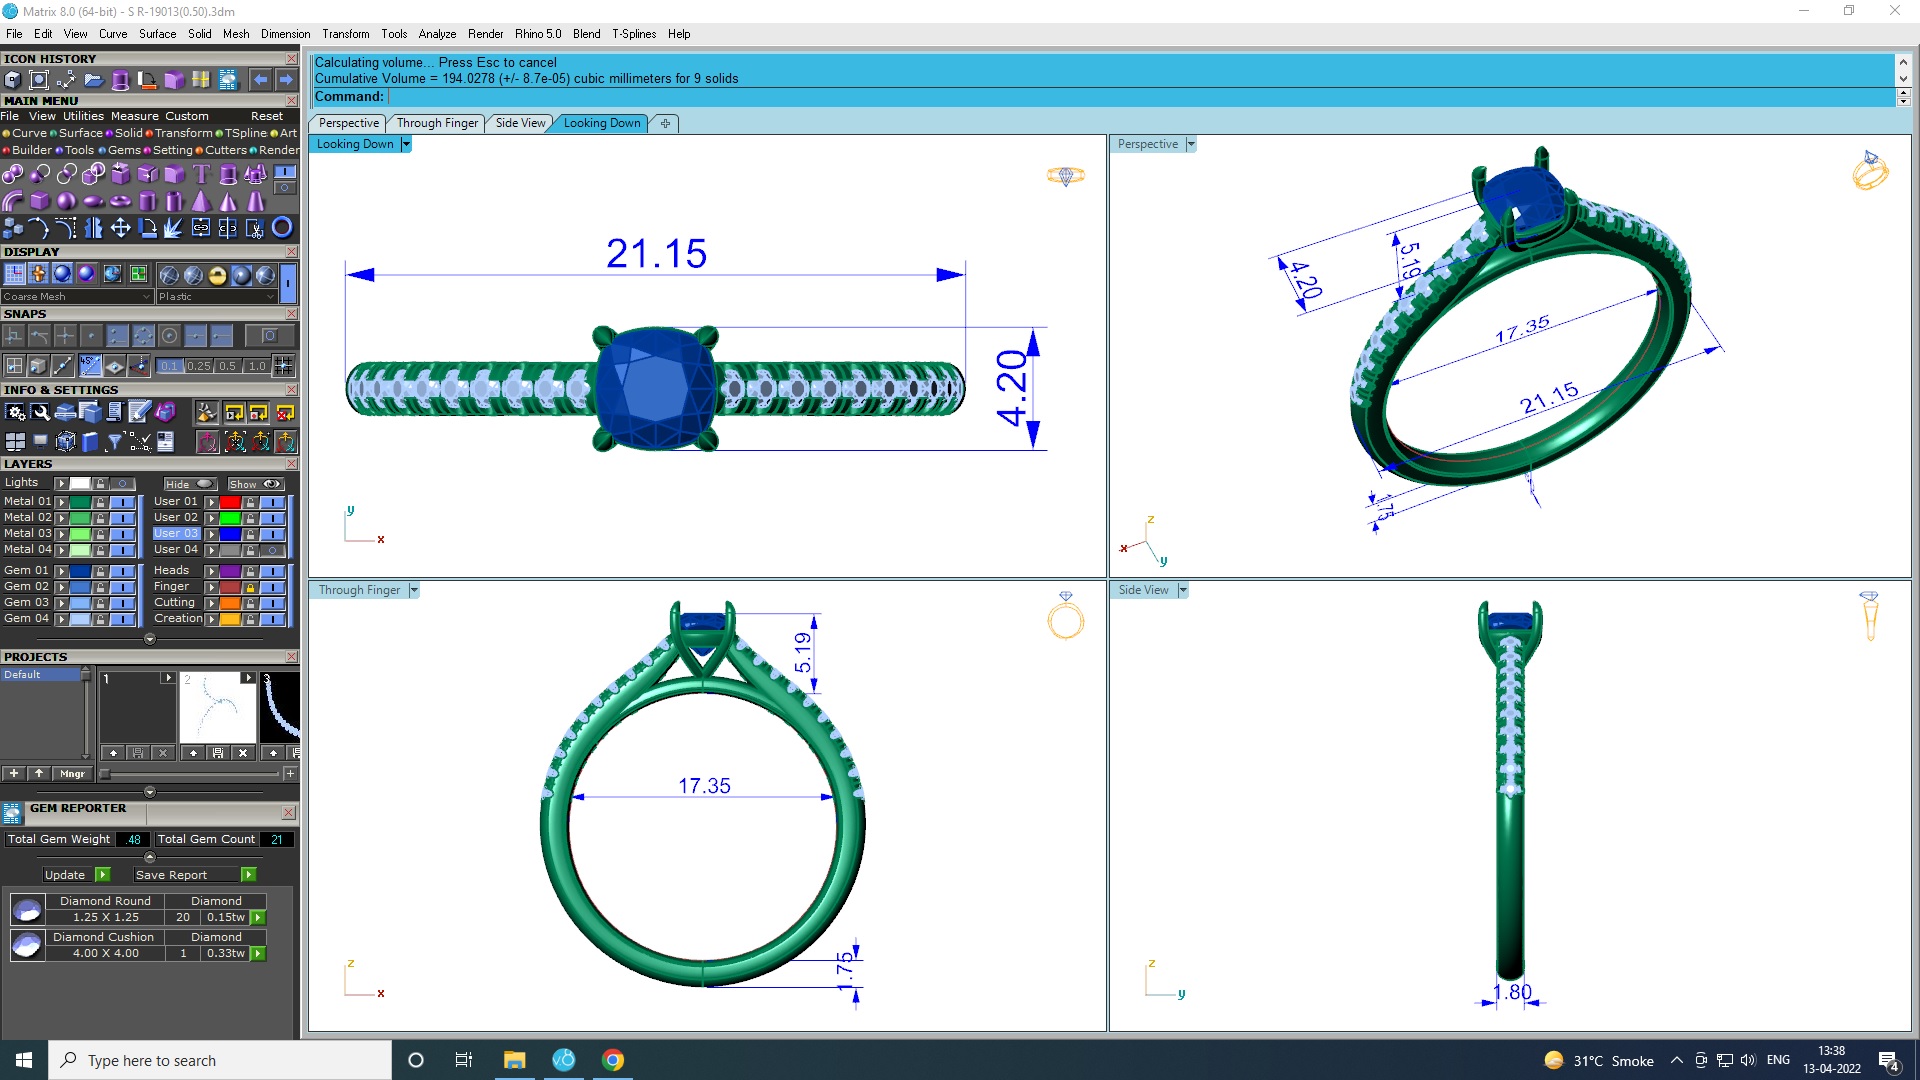 Matrix 8.0 (64-bit) - S R-19013(0.50).3dm
File Edit View Curve Surface Solid Mesh Dimension Transform Tools Analyze Render Rhino 5.0 Blend T-Splines Help
ICON HISTORY
MAIN MENU
File View Utilities Measure Custom Reset
Curve Surface Solid Transform TSpline Art
Builder Tools Gems Setting Cutters Render
DISPLAY
Coarse Mesh Plastic
SNAPS
45°
0.1 0.25 0.5 1.0
INFO & SETTINGS
LAYERS
Lights Hide Show
Metal 01 User 01
Metal 02 User 02
Metal 03 User 03
Metal 04 User 04
Gem 01 Heads
Gem 02 Finger
Gem 03 Cutting
Gem 04 Creation
PROJECTS
Default
1 2 3
Mngr
GEM REPORTER
Total Gem Weight .48 Total Gem Count 21
Update Save Report
Diamond Round Diamond
1.25 X 1.25 20 0.15tw
Diamond Cushion Diamond
4.00 X 4.00 1 0.33tw
Calculating volume... Press Esc to cancel
Cumulative Volume = 194.0278 (+/- 8.7e-05) cubic millimeters for 9 solids
Command:
Perspective Through Finger Side View Looking Down
Looking Down
21.15
4.20
y
x
Perspective
4.20
5.19
17.35
21.15
1.75
z
x
y
Through Finger
5.19
17.35
1.75
z
x
Side View
1.80
z
y
Type here to search
31°C Smoke
ENG
13:38
13-04-2022
4